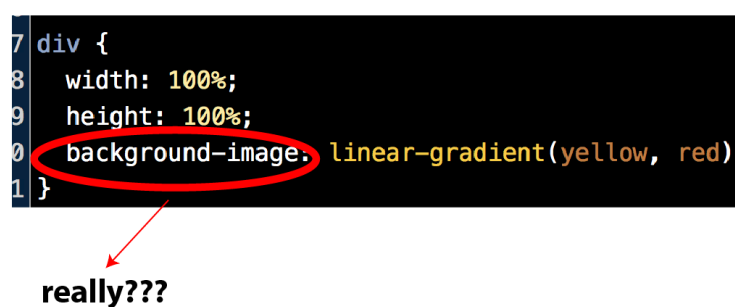 7 div {
8 width: 100%;
9 height: 100%;
0 background-image: linear-gradient(yellow, red)
1 }
really???